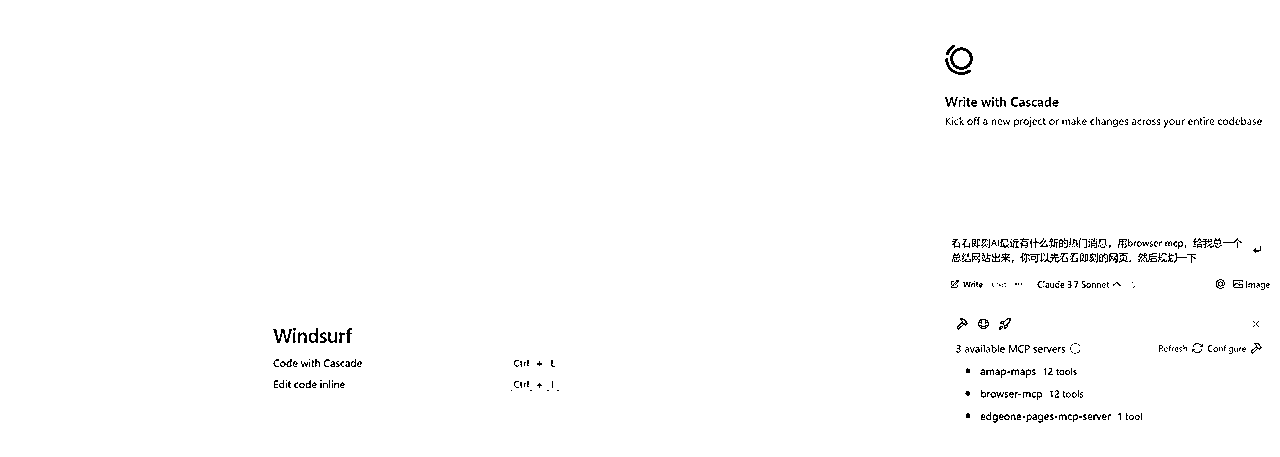 Write with Cascade
Kick off a new project or make changes across your entire codebase
看看即刻AI最近有什么新的热门消息，用browser mcp，给我总一个
总结网站出来，你可以先看看即刻的网页，然后规划一下
Write
Claude 3.7 Sonnet
@ Image
Windsurf
Code with Cascade Ctrl + L
Edit code inline Ctrl + I
3 available MCP servers
Refresh Configure
amap-maps 12 tools
browser-mcp 12 tools
edgeone-pages-mcp-server 1 tool